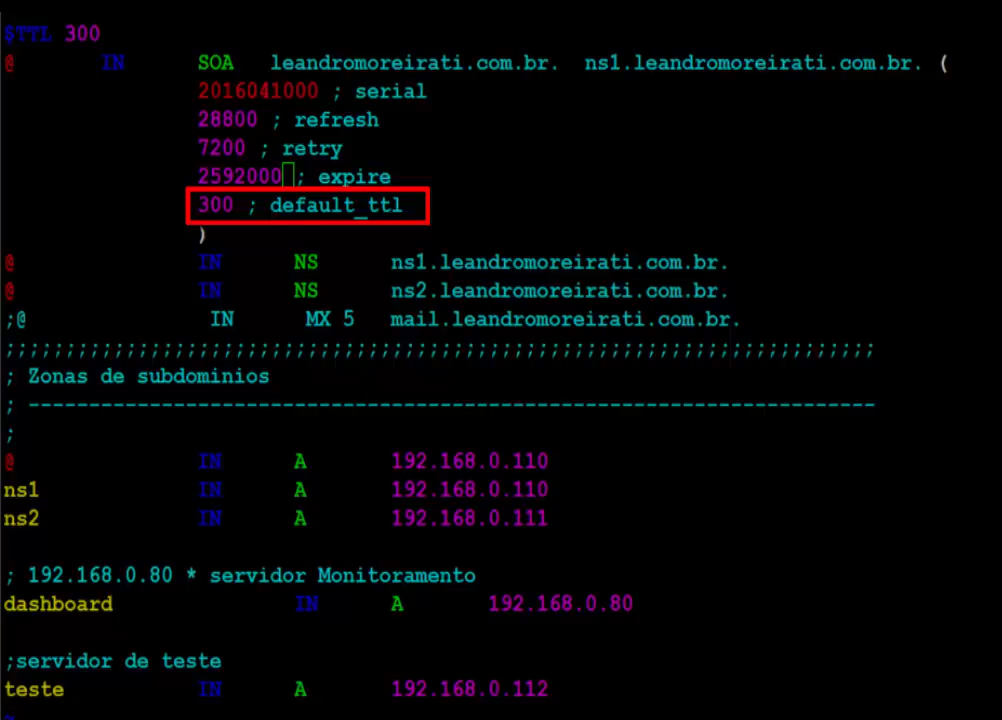 $TTL 300
@ IN SOA leandromoreirati.com.br. ns1.leandromoreirati.com.br. (
2016041000 ; serial
28800 ; refresh
7200 ; retry
2592000 ; expire
300 ; default_ttl
)
@ IN NS ns1.leandromoreirati.com.br.
@ IN NS ns2.leandromoreirati.com.br.
;@ IN MX 5 mail.leandromoreirati.com.br.
;;;;;;;;;;;;;;;;;;;;;;;;;;;;;;;;;;;;;;;;;;;;;;;;;;;;;;;;;;;;;;;;;;;;;;;;
; Zonas de subdominios
; ----------------------------------------------------------------------
;
@ IN A 192.168.0.110
ns1 IN A 192.168.0.110
ns2 IN A 192.168.0.111
; 192.168.0.80 * servidor Monitoramento
dashboard IN A 192.168.0.80
;servidor de teste
teste IN A 192.168.0.112
~